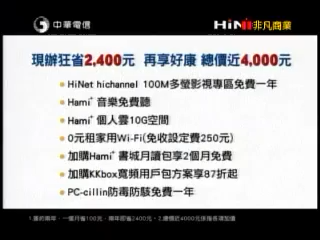 中華電信 HiNet 非凡商業
現辦狂省2,400元 再享好康 總價近4,000元
HiNet hichannel 100M多螢影視專區免費一年
Hami+ 音樂免費聽
Hami+ 個人雲10G空間
0元租家用Wi-Fi(免收設定費250元)
加購Hami+ 書城月讀包享2個月免費
加購KKbox寬頻用戶包方案享87折起
PC-cillin防毒防駭免費一年